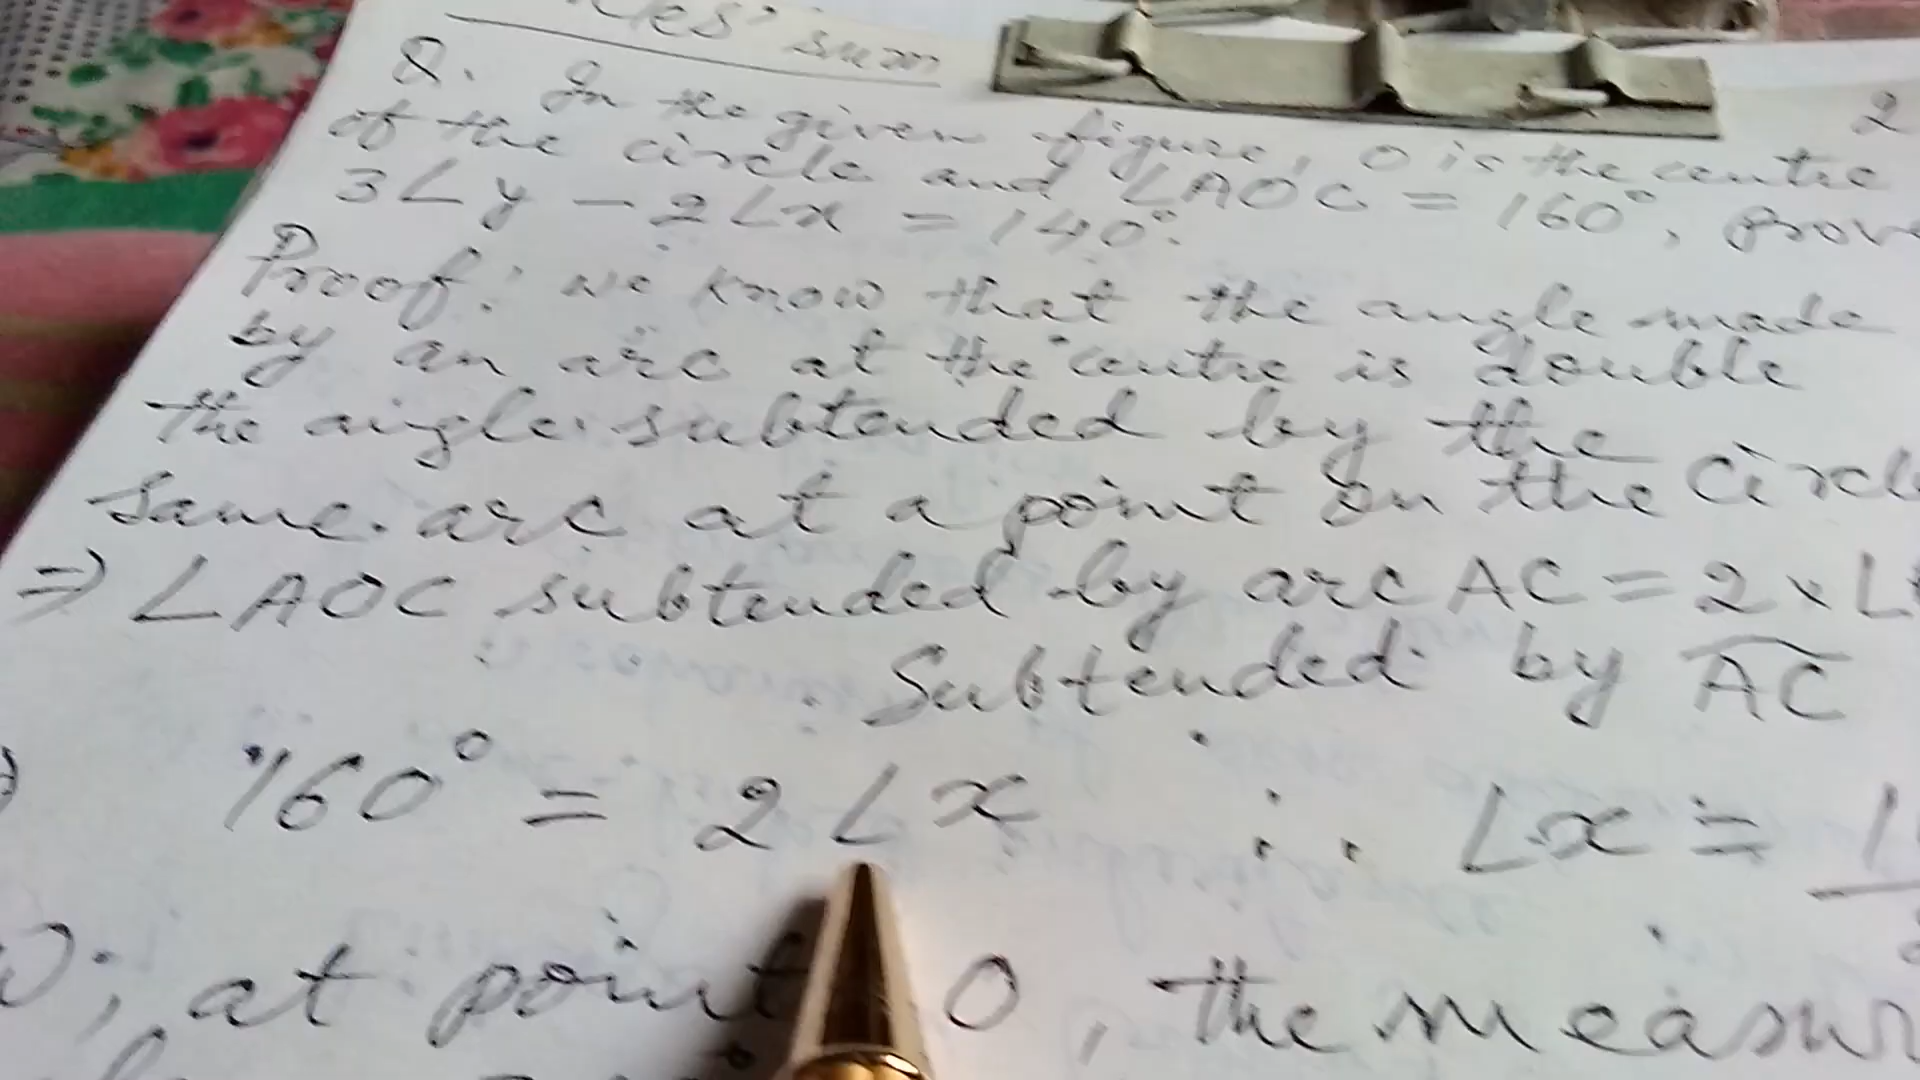 sum
2
Q. In the given figure, O is the centre
of the circle and ∠AOC = 160°, prove
3∠y - 2∠x = 140°.
Proof: we know that the angle made
by an arc at the centre is double
the angle subtended by the
same arc at a point on the circle
⇒ ∠AOC subtended by arc AC = 2 × ∠
Subtended by AC
160° = 2∠x ∴ ∠x =
at point O, the